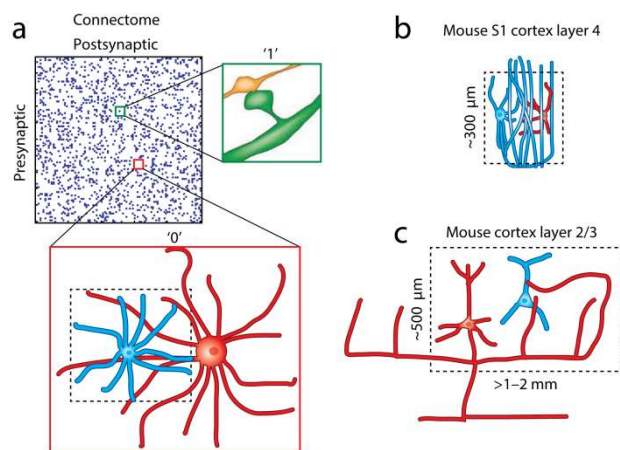 a
Connectome
Postsynaptic
Presynaptic
'1'
'0'
b
Mouse S1 cortex layer 4
~300 µm
c
Mouse cortex layer 2/3
~500 µm
>1–2 mm